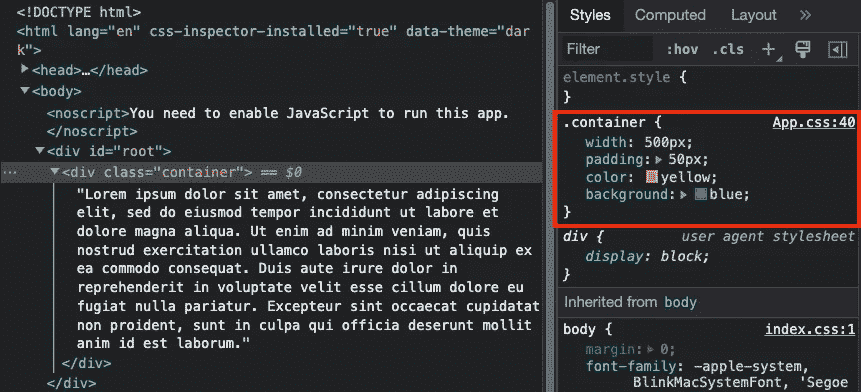 <!DOCTYPE html>
<html lang="en" css-inspector-installed="true" data-theme="dar
k">
▶<head>…</head>
▼<body>
<noscript>You need to enable JavaScript to run this app.
</noscript>
▼<div id="root">
… ▼<div class="container"> == $0
"Lorem ipsum dolor sit amet, consectetur adipiscing
elit, sed do eiusmod tempor incididunt ut labore et
dolore magna aliqua. Ut enim ad minim veniam, quis
nostrud exercitation ullamco laboris nisi ut aliquip ex
ea commodo consequat. Duis aute irure dolor in
reprehenderit in voluptate velit esse cillum dolore eu
fugiat nulla pariatur. Excepteur sint occaecat cupidatat
non proident, sunt in culpa qui officia deserunt mollit
anim id est laborum."
</div>
</div>
Styles Computed Layout »
Filter :hov .cls +
element.style {
}
.container { App.css:40
width: 500px;
padding:▶ 50px;
color: yellow;
background:▶ blue;
}
div { user agent stylesheet
display: block;
}
Inherited from body
body { index.css:1
margin:▶ 0;
font-family: -apple-system,
BlinkMacSystemFont, 'Segoe